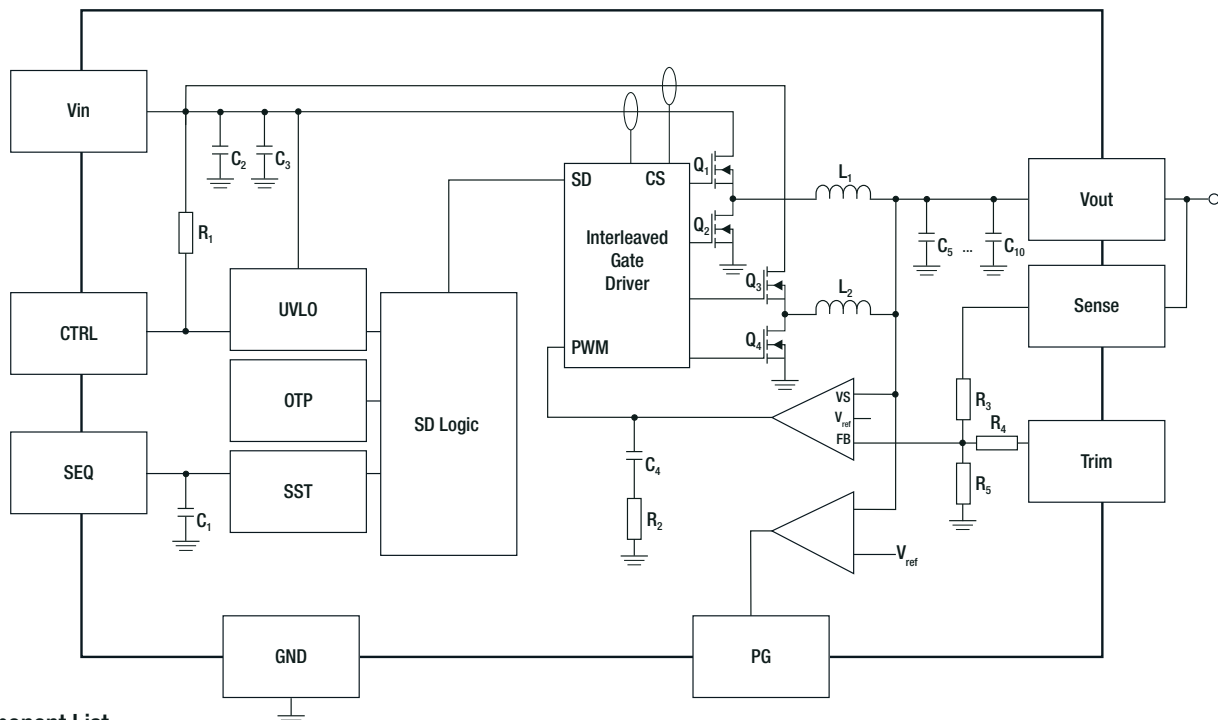 Vin
C2
C3
R1
SD
CS
Interleaved
Gate
Driver
PWM
Q1
Q2
Q3
Q4
L1
L2
C5 ... C10
Vout
Sense
Trim
CTRL
UVLO
OTP
SD Logic
SEQ
SST
C1
VS
Vref
FB
C4
R2
R3
R4
R5
Vref
GND
PG